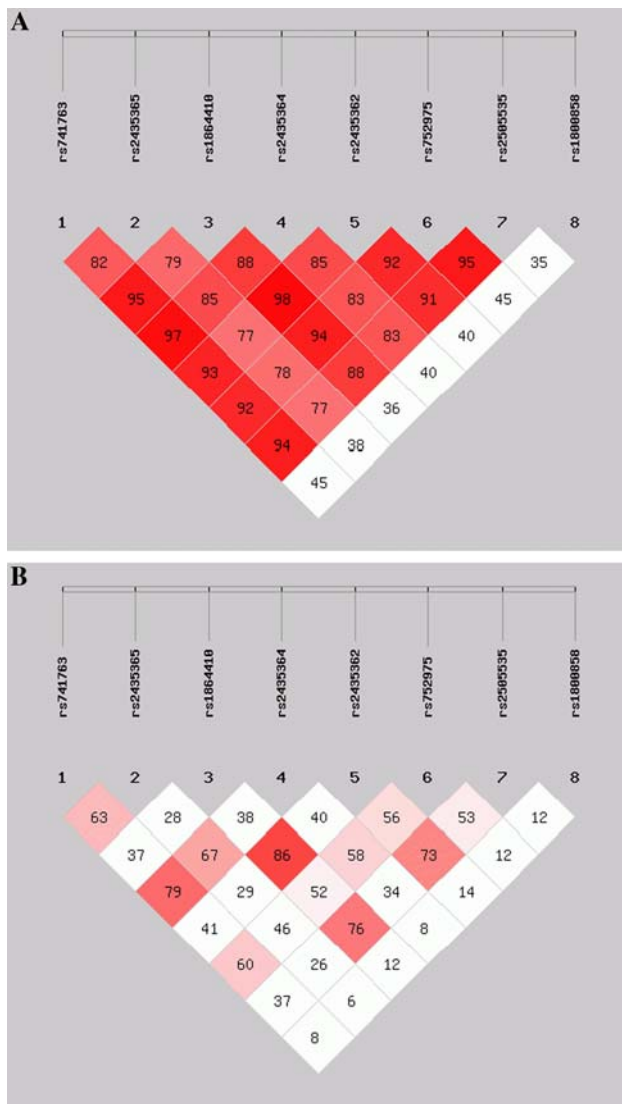 A
rs741763
rs2435365
rs1864410
rs2435364
rs2435362
rs752975
rs2505535
rs1800858
1 2 3 4 5 6 7 8
82 79 88 85 92 95 35
95 85 98 83 91 45
97 77 94 83 40
93 78 88 40
92 77 36
94 38
45
B
rs741763
rs2435365
rs1864410
rs2435364
rs2435362
rs752975
rs2505535
rs1800858
1 2 3 4 5 6 7 8
63 28 38 40 56 53 12
37 67 86 58 73 12
79 29 52 34 14
41 46 76 8
60 26 12
37 6
8